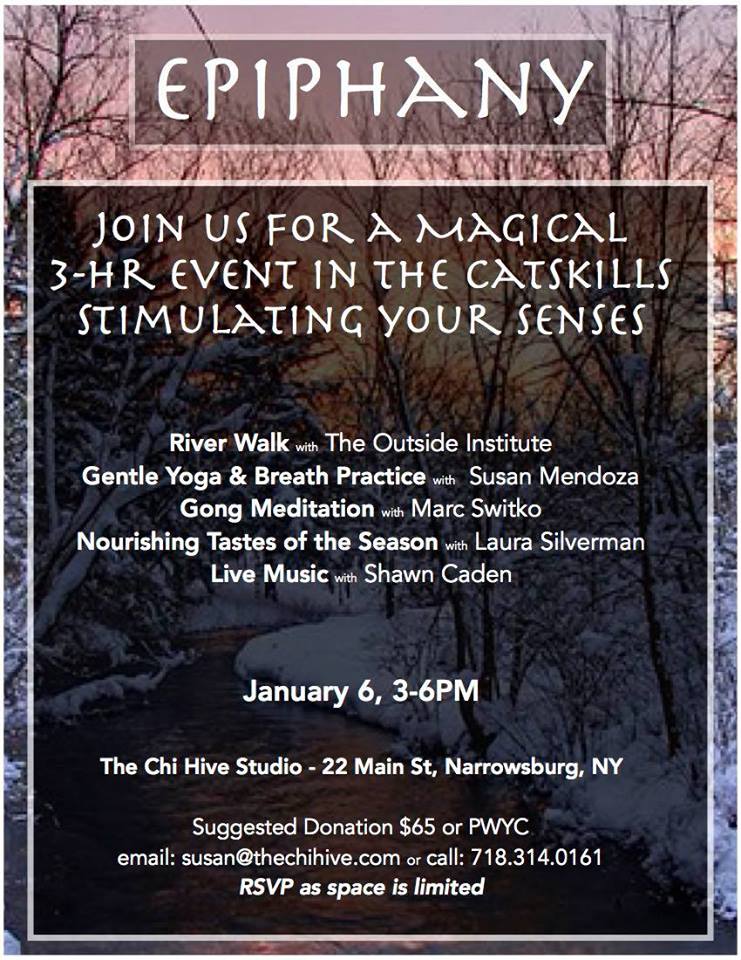 EPIPHANY
JOIN US FOR A MAGICAL
3-HR EVENT IN THE CATSKILLS
STIMULATING YOUR SENSES
River Walk with The Outside Institute
Gentle Yoga & Breath Practice with Susan Mendoza
Gong Meditation with Marc Switko
Nourishing Tastes of the Season with Laura Silverman
Live Music with Shawn Caden
January 6, 3-6PM
The Chi Hive Studio - 22 Main St, Narrowsburg, NY
Suggested Donation $65 or PWYC
email: susan@thechihive.com or call: 718.314.0161
RSVP as space is limited